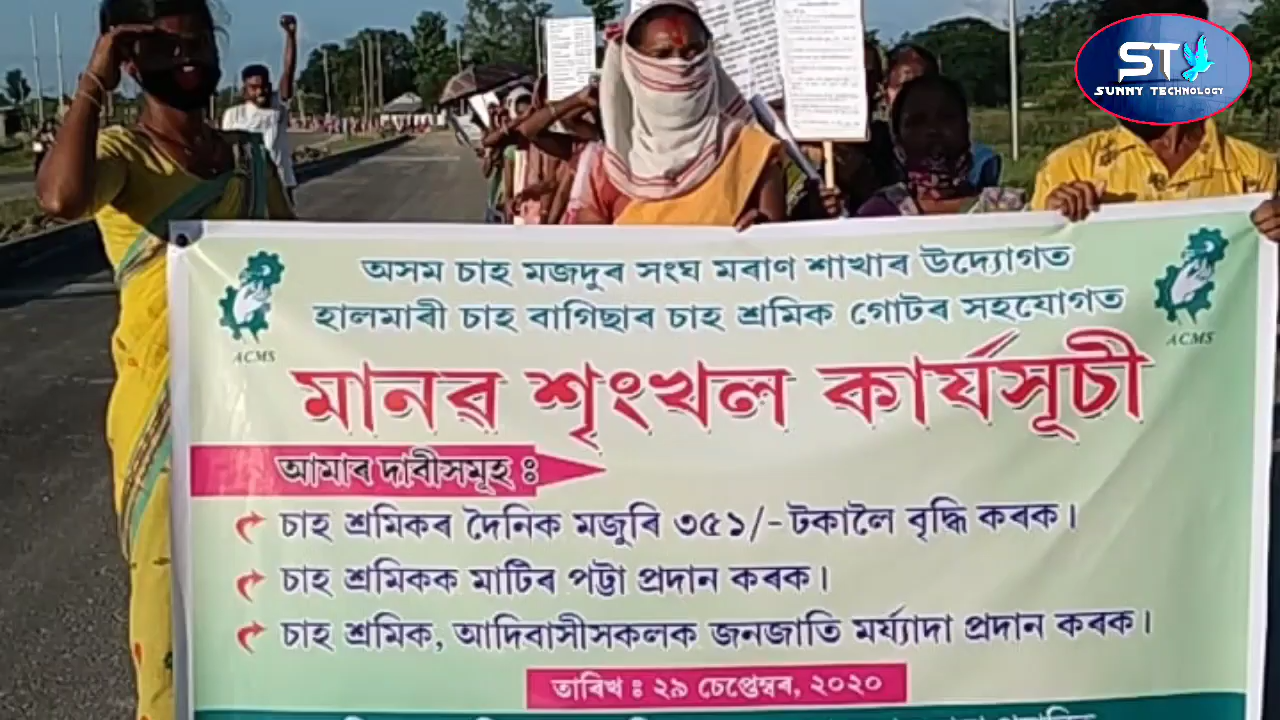 ST
SUNNY TECHNOLOGY
অসম চাহ মজদুৰ সংঘ মৰাণ শাখাৰ উদ্যোগত
হালমাৰী চাহ বাগিছাৰ চাহ শ্ৰমিক গোটৰ সহযোগত
ACMS
ACMS
মানৱ শৃংখল কাৰ্যসূচী
আমাৰ দাবীসমূহ ঃ
চাহ শ্ৰমিকৰ দৈনিক মজুৰি ৩৫১/- টকালৈ বৃদ্ধি কৰক।
চাহ শ্ৰমিকক মাটিৰ পট্টা প্ৰদান কৰক।
চাহ শ্ৰমিক, আদিবাসীসকলক জনজাতি মৰ্য্যাদা প্ৰদান কৰক।
তাৰিখ ঃ ২৯ চেপ্তেম্বৰ, ২০২০